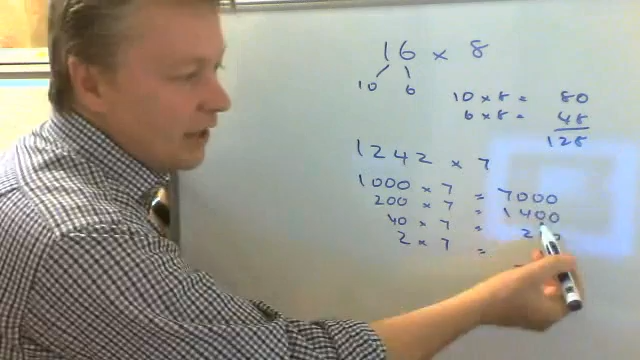 16 x 8
10 6
10 x 8 = 80
6 x 8 = 48
128
1242 x 7
1000 x 7 = 7000
200 x 7 = 1400
40 x 7 = 2
2 x 7 =